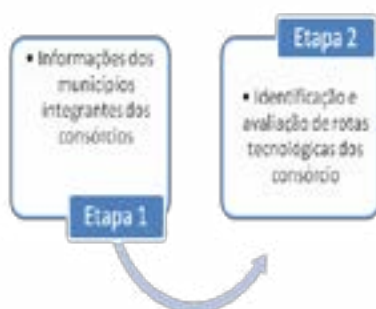 • Informações dos
municípios
integrantes dos
consórcios
Etapa 1
Etapa 2
• Identificação e
avaliação de rotas
tecnológicas dos
consórcio